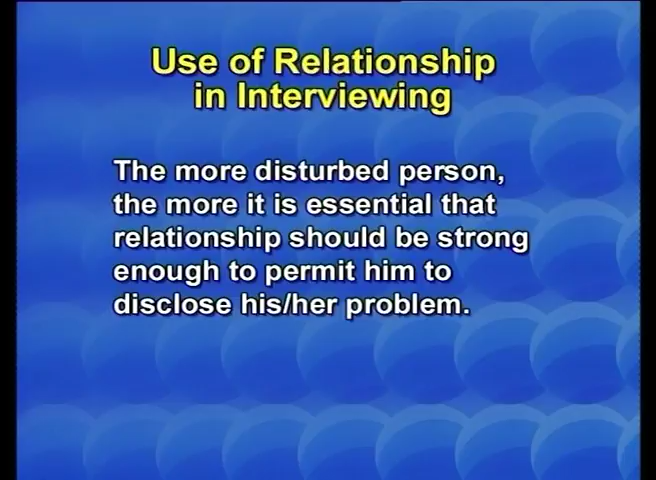 Use of Relationship
in Interviewing
The more disturbed person,
the more it is essential that
relationship should be strong
enough to permit him to
disclose his/her problem.